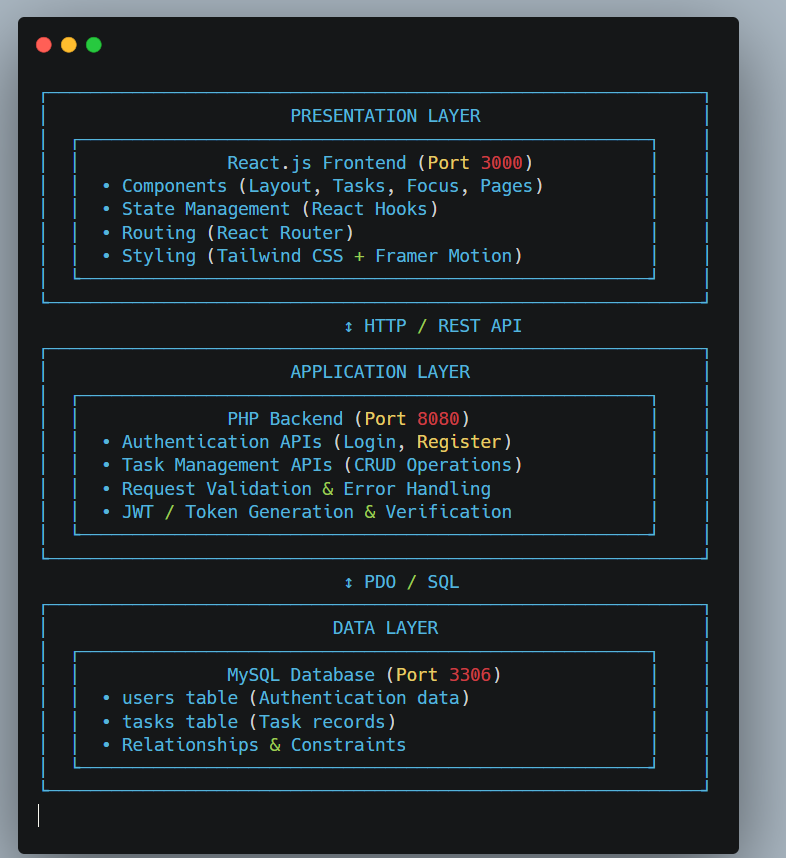 PRESENTATION LAYER
React.js Frontend (Port 3000)
• Components (Layout, Tasks, Focus, Pages)
• State Management (React Hooks)
• Routing (React Router)
• Styling (Tailwind CSS + Framer Motion)
↕ HTTP / REST API
APPLICATION LAYER
PHP Backend (Port 8080)
• Authentication APIs (Login, Register)
• Task Management APIs (CRUD Operations)
• Request Validation & Error Handling
• JWT / Token Generation & Verification
↕ PDO / SQL
DATA LAYER
MySQL Database (Port 3306)
• users table (Authentication data)
• tasks table (Task records)
• Relationships & Constraints